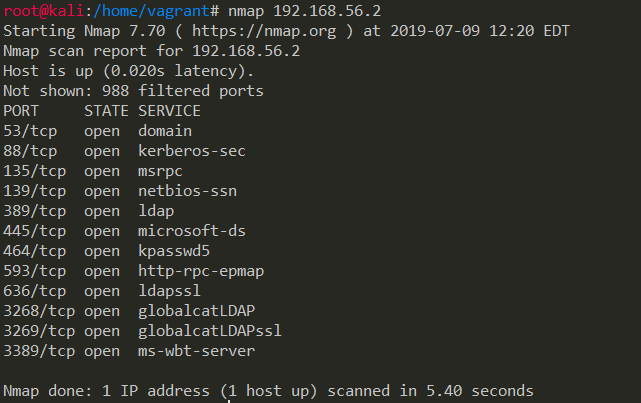 root@kali:/home/vagrant# nmap 192.168.56.2
Starting Nmap 7.70 ( https://nmap.org ) at 2019-07-09 12:20 EDT
Nmap scan report for 192.168.56.2
Host is up (0.020s latency).
Not shown: 988 filtered ports
PORT     STATE SERVICE
53/tcp   open  domain
88/tcp   open  kerberos-sec
135/tcp  open  msrpc
139/tcp  open  netbios-ssn
389/tcp  open  ldap
445/tcp  open  microsoft-ds
464/tcp  open  kpasswd5
593/tcp  open  http-rpc-epmap
636/tcp  open  ldapssl
3268/tcp open  globalcatLDAP
3269/tcp open  globalcatLDAPssl
3389/tcp open  ms-wbt-server
Nmap done: 1 IP address (1 host up) scanned in 5.40 seconds